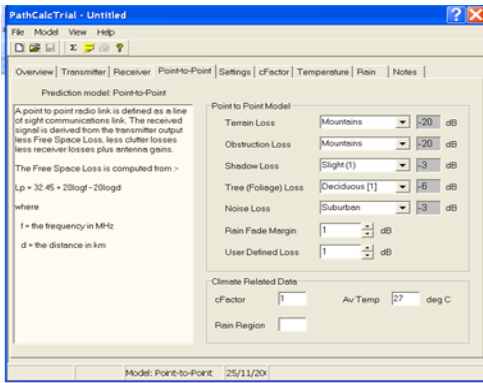 PathCalcTrial - Untitled
File Model View Help
Overview Transmitter Receiver Point-to-Point Settings cFactor Temperature Rain Notes
Prediction model: Point-to-Point
A point to point radio link is defined as a line
of sight communications link. The received
signal is derived from the transmitter output
less Free Space Loss, less clutter losses
less receiver losses plus antenna gains.
The Free Space Loss is computed from :-
Lp = 32.45 + 20logf - 20logd
where
f = the frequency in MHz
d = the distance in km
Point to Point Model
Terrain Loss Mountains -20 dB
Obstruction Loss Mountains -20 dB
Shadow Loss Slight (1) -3 dB
Tree (Foliage) Loss Deciduous [1] -6 dB
Noise Loss Suburban -3 dB
Rain Fade Margin 1 dB
User Defined Loss 1 dB
Climate Related Data
cFactor 1 Av Temp 27 deg C
Rain Region
Model: Point-to-Point 25/11/20